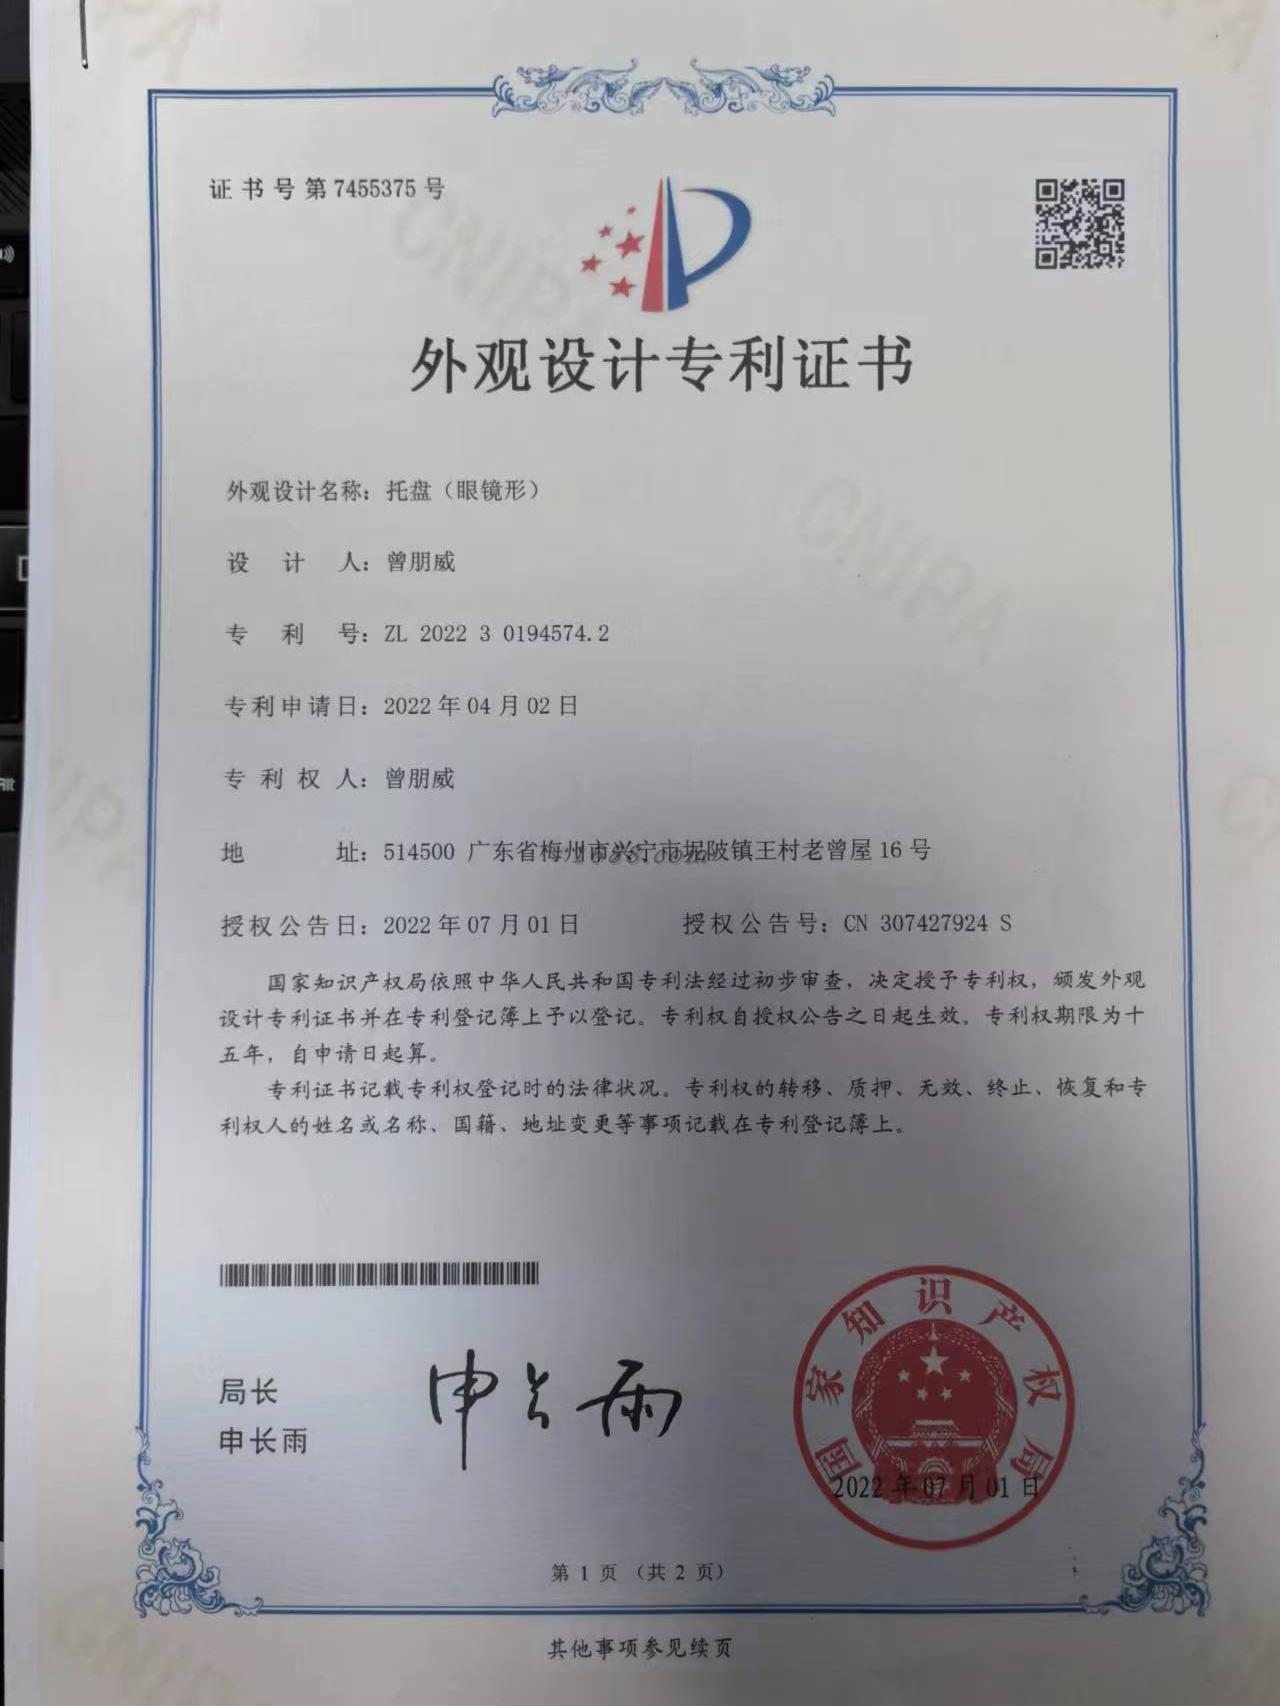 证书号第7455375号
外观设计专利证书
外观设计名称：托盘（眼镜形）
设计人：曾朋威
专利号：ZL 2022 3 0194574.2
专利申请日：2022年04月02日
专利权人：曾朋威
地址：514500 广东省梅州市兴宁市坭陂镇王村老曾屋16号
授权公告日：2022年07月01日 授权公告号：CN 307427924 S
国家知识产权局依照中华人民共和国专利法经过初步审查，决定授予专利权，颁发外观
设计专利证书并在专利登记簿上予以登记。专利权自授权公告之日起生效。专利权期限为十
五年，自申请日起算。
专利证书记载专利权登记时的法律状况。专利权的转移、质押、无效、终止、恢复和专
利权人的姓名或名称、国籍、地址变更等事项记载在专利登记簿上。
局长
申长雨
申长雨
国家知识产权局
2022年07月01日
第 1 页 （共 2 页）
其他事项参见续页
CNIPA
CNIPA
Alt